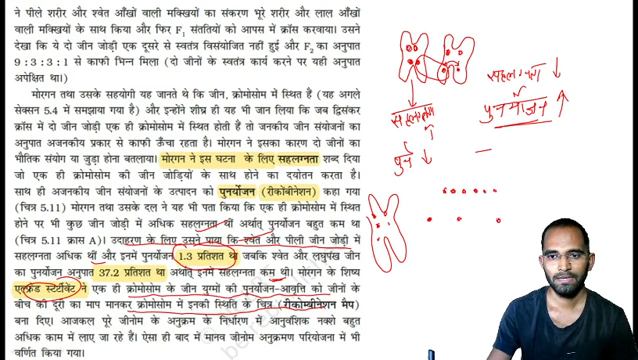 ने पीले शरीर और श्वेत आँखों वाली मक्खियों का संकरण भूरे शरीर और लाल आँखों
वाली मक्खियों के साथ किया और फिर F₁ संततियों को आपस में क्रॉस करवाया। उसने
देखा कि ये दो जीन जोड़ी एक दूसरे से स्वतंत्र विसंयोजित नहीं हुई और F₂ का अनुपात
9 : 3 : 3 : 1 से काफी भिन्न मिला (दो जीनों के स्वतंत्र कार्य करने पर यही अनुपात
अपेक्षित था)।
मोरगन तथा उसके सहयोगी यह जानते थे कि जीन, क्रोमोसोम में स्थित है (यह अगले
सेक्सन 5.4 में समझाया गया है) और इन्होंने शीघ्र ही यह भी जान लिया कि जब द्विसंकर
क्रॉस में दो जीन जोड़ी एक ही क्रोमोसोम में स्थित होते है तो जनकीय जीन संयोजनों का
अनुपात अजनकीय प्रकार से काफी ऊँचा रहता है। मोरगन ने इसका कारण दो जीनों का
भौतिक संयोग या जुड़ा होना बतलाया। मोरगन ने इस घटना के लिए सहलग्नता शब्द दिया
जो एक ही क्रोमोसोम की जीन जोड़ियों के साथ होने का द्योतन करता है।
साथ ही अजनकीय जीन संयोजनों के उत्पादन को पुनर्योजन (रीकोबीनेशन) कहा गया
(चित्र 5.11) मोरगन तथा उसके दल ने यह भी पता किया कि एक ही क्रोमोसोम में स्थित
होने पर भी कुछ जीन जोड़ी में अधिक सहलग्नता थी अर्थात् पुनर्योजन बहुत कम था
(चित्र 5.11 क्रास A)। उदाहरण के लिए उसने पाया कि श्वेत और पीली जीन जोड़ी में
सहलग्नता अधिक थी और इनमें पुनर्योजन 1.3 प्रतिशत था जबकि श्वेत और लघुपंख जीन
का पुनर्योजन अनुपात 37.2 प्रतिशत था अर्थात् इनमें सहलग्नता कम थी। मोरगन के शिष्य
एल्फ्रेड स्टर्टीवेंट ने एक ही क्रोमोसोम के जीन युग्मों की पुनर्योजन-आवृत्ति को जीनों के
बीच की दूरी का माप मानकर क्रोमोसोम में इनकी स्थिति के चित्र (रीकोम्बीनेशन मैप)
बना दिए। आजकल पूरे जीनोम के अनुक्रम के निर्धारण में आनुवंशिक नक्शे बहुत
अधिक काम में लाए जा रहे हैं। ऐसा ही बाद में मानव जीनोम अनुक्रमण परियोजना में भी
वर्णित किया गया।
सहलग्नता ↓
पुनर्योजन ↑
सहलग्नता ↑